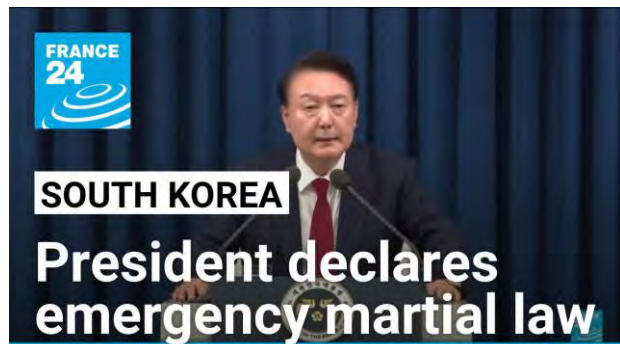 FRANCE
24
SOUTH KOREA
President declares
emergency martial law